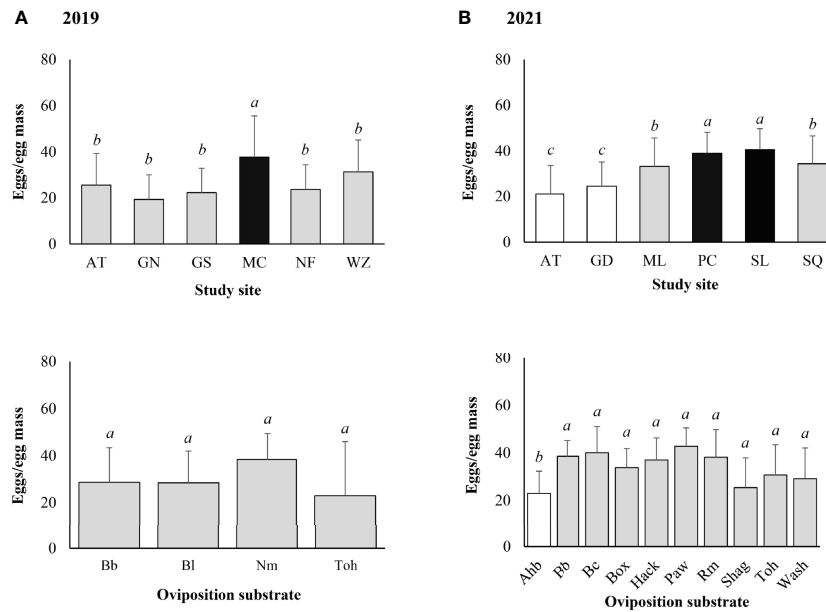 A 2019
80
60
40
20
0
Eggs/egg mass
b b b a b b
AT GN GS MC NF WZ
Study site
B 2021
80
60
40
20
0
Eggs/egg mass
c c b a a b
AT GD ML PC SL SQ
Study site
80
60
40
20
0
Eggs/egg mass
a a a a
Bb Bl Nm Toh
Oviposition substrate
80
60
40
20
0
Eggs/egg mass
b a a a a a a a a a
Ahb Bb Bc Box Hack Paw Rm Shag Toh Wash
Oviposition substrate